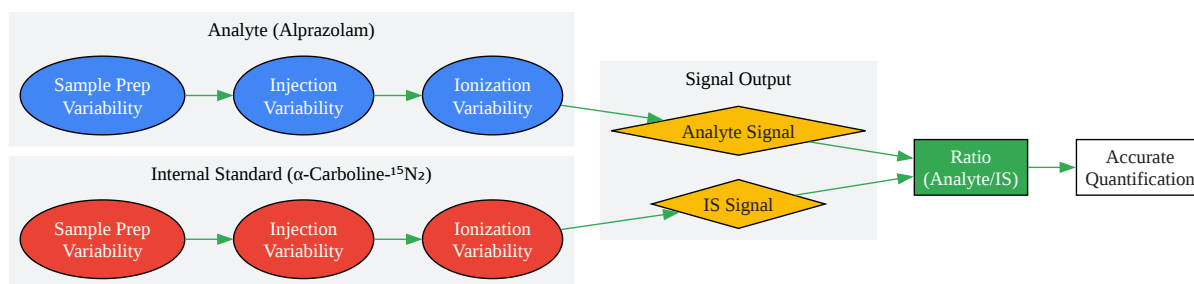 Analyte (Alprazolam)
Sample Prep
Variability
Injection
Variability
Ionization
Variability
Internal Standard (α-Carboline-¹⁵N₂)
Sample Prep
Variability
Injection
Variability
Ionization
Variability
Signal Output
Analyte Signal
IS Signal
Ratio
(Analyte/IS)
Accurate
Quantification